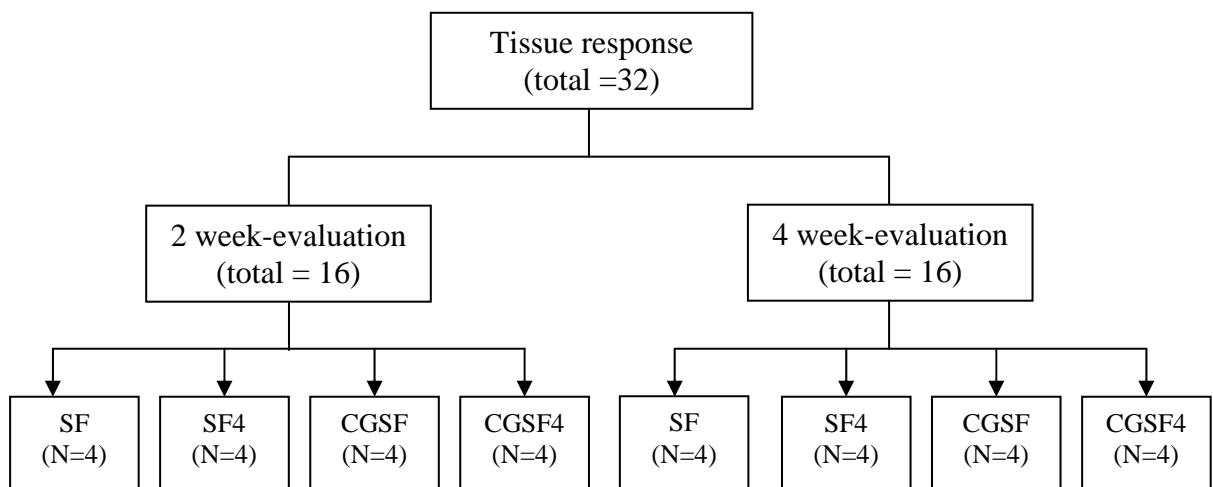 Tissue response
(total =32)
2 week-evaluation
(total = 16)
4 week-evaluation
(total = 16)
SF
(N=4)
SF4
(N=4)
CGSF
(N=4)
CGSF4
(N=4)
SF
(N=4)
SF4
(N=4)
CGSF
(N=4)
CGSF4
(N=4)